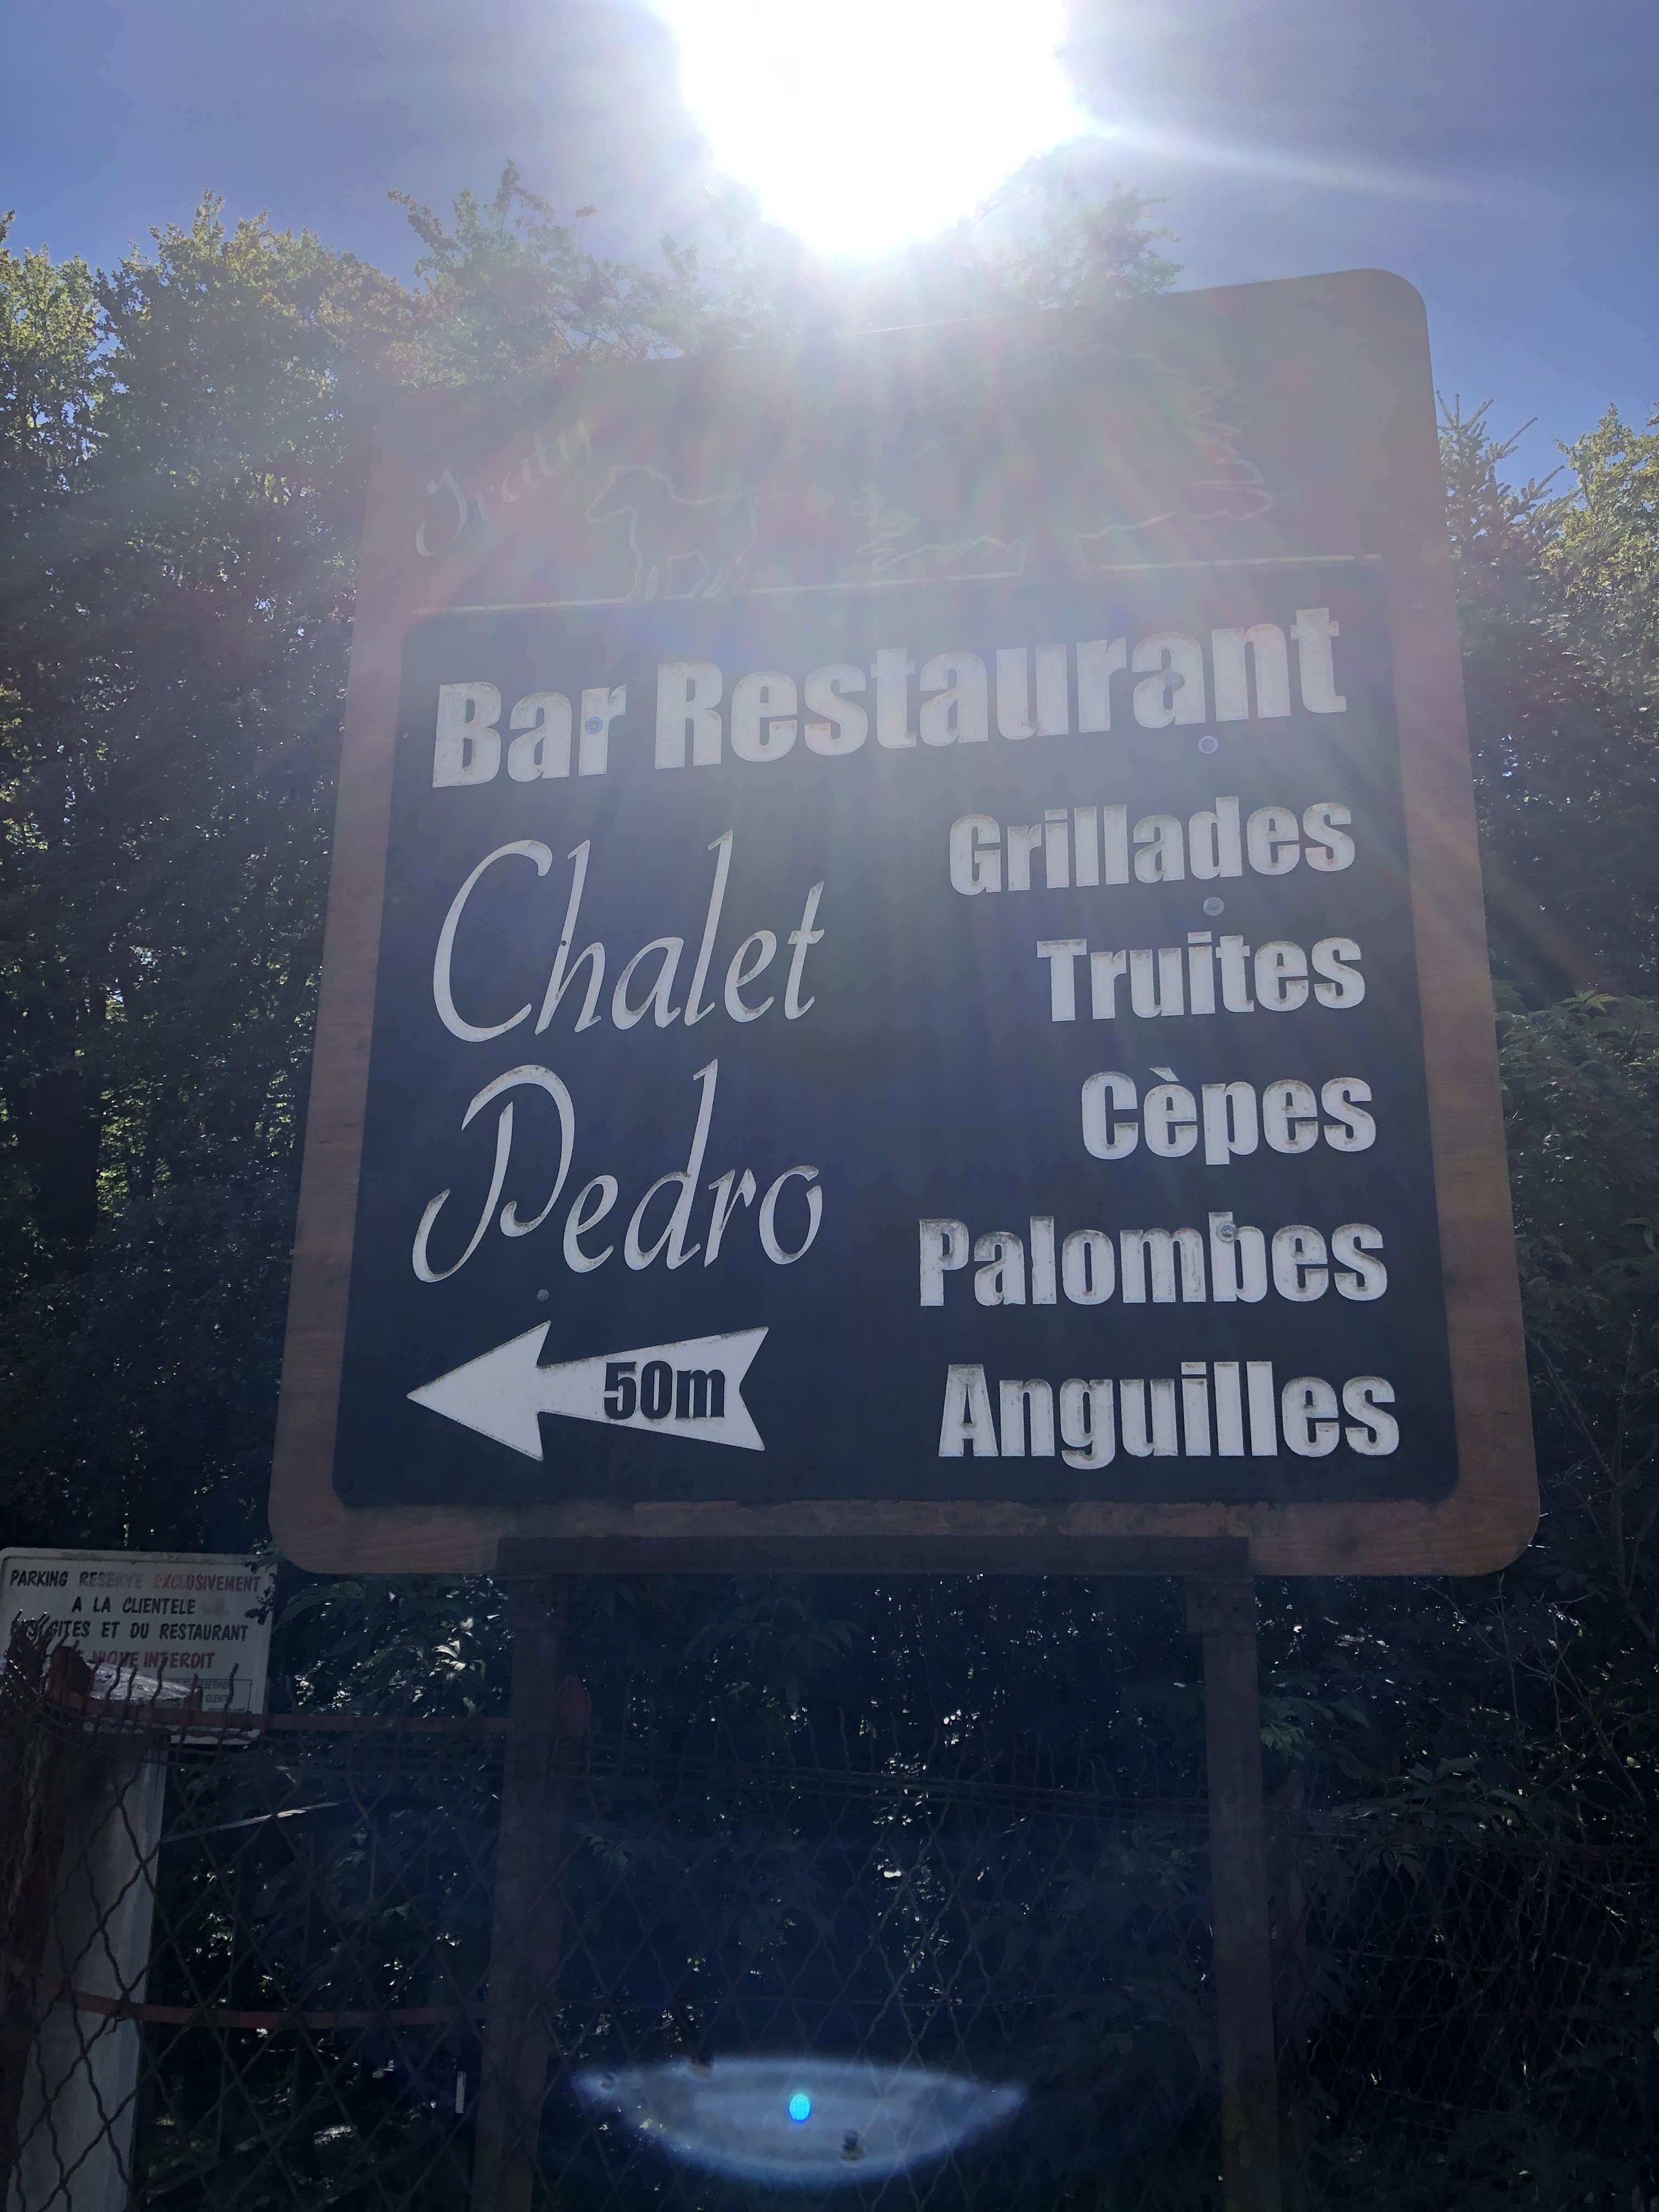 Iraty
Bar Restaurant
Chalet
Pedro
50m
Grillades
Truites
Cèpes
Palombes
Anguilles
PARKING RESERVE EXCLUSIVEMENT
A LA CLIENTELE
GITES ET DU RESTAURANT
NIQUE INTERDIT